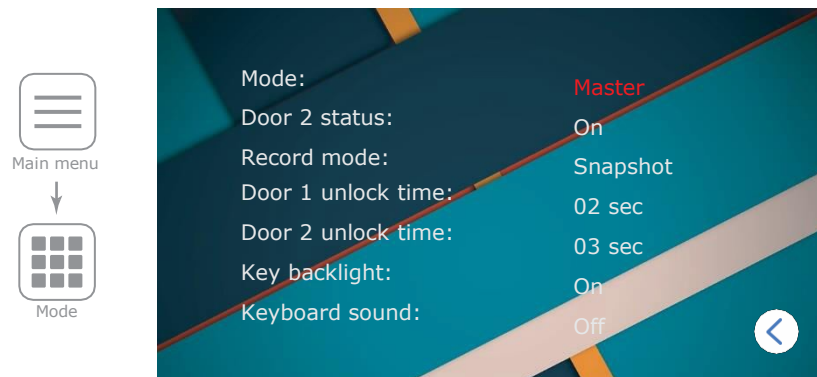 Main menu
Mode
Mode: Master
Door 2 status: On
Record mode: Snapshot
Door 1 unlock time: 02 sec
Door 2 unlock time: 03 sec
Key backlight: On
Keyboard sound: Off